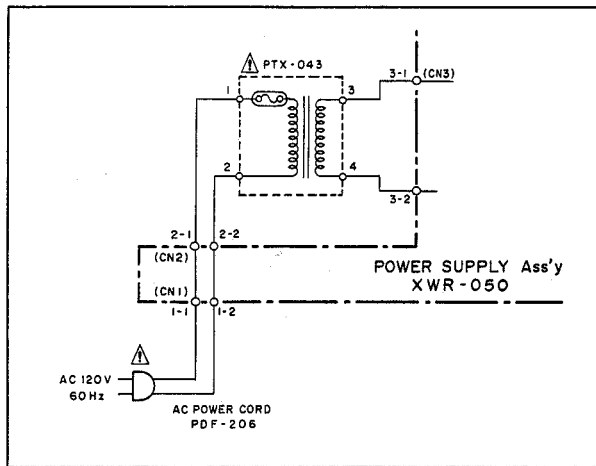 ! PTX-043
3-1 (CN3)
1
3
2
4
3-2
2-1 2-2
(CN2)
POWER SUPPLY Ass'y
XWR-050
(CN1)
1-1 1-2
!
AC 120V
60Hz
AC POWER CORD
PDF-206